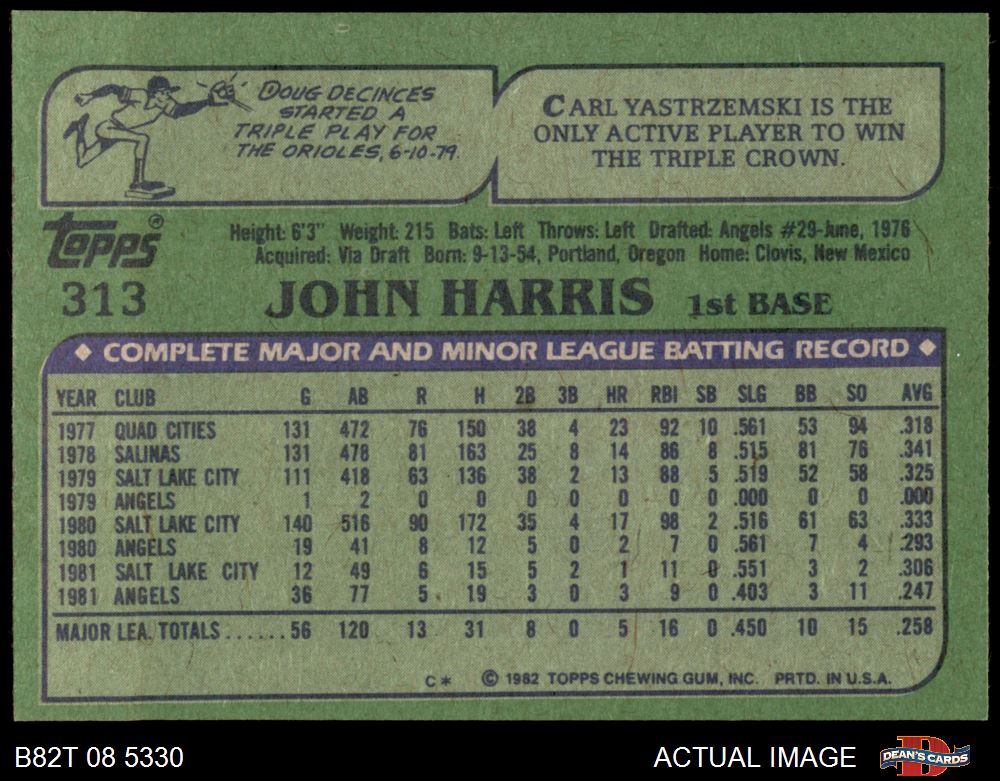 DOUG DECINCES
STARTED A
TRIPLE PLAY FOR
THE ORIOLES, 6-10-79.
CARL YASTRZEMSKI IS THE
ONLY ACTIVE PLAYER TO WIN
THE TRIPLE CROWN.
TOPPS®
313
Height: 6'3" Weight: 215 Bats: Left Throws: Left Drafted: Angels #29-June, 1976
Acquired: Via Draft Born: 9-13-54, Portland, Oregon Home: Clovis, New Mexico
JOHN HARRIS 1st BASE
◆ COMPLETE MAJOR AND MINOR LEAGUE BATTING RECORD ◆
YEAR CLUB G AB R H 2B 3B HR RBI SB SLG BB SO AVG
1977 QUAD CITIES 131 472 76 150 38 4 23 92 10 .561 53 94 .318
1978 SALINAS 131 478 81 163 25 8 14 86 8 .515 81 76 .341
1979 SALT LAKE CITY 111 418 63 136 38 2 13 88 5 .519 52 58 .325
1979 ANGELS 1 2 0 0 0 0 0 0 0 .000 0 0 .000
1980 SALT LAKE CITY 140 516 90 172 35 4 17 98 2 .516 61 63 .333
1980 ANGELS 19 41 8 12 5 0 2 7 0 .561 7 4 .293
1981 SALT LAKE CITY 12 49 6 15 5 2 1 11 0 .551 3 2 .306
1981 ANGELS 36 77 5 19 3 0 3 9 0 .403 3 11 .247
MAJOR LEA. TOTALS......56 120 13 31 8 0 5 16 0 .450 10 15 .258
C* © 1982 TOPPS CHEWING GUM, INC. PRTD. IN U.S.A.
B82T 08 5330
ACTUAL IMAGE
DEAN'S CARDS